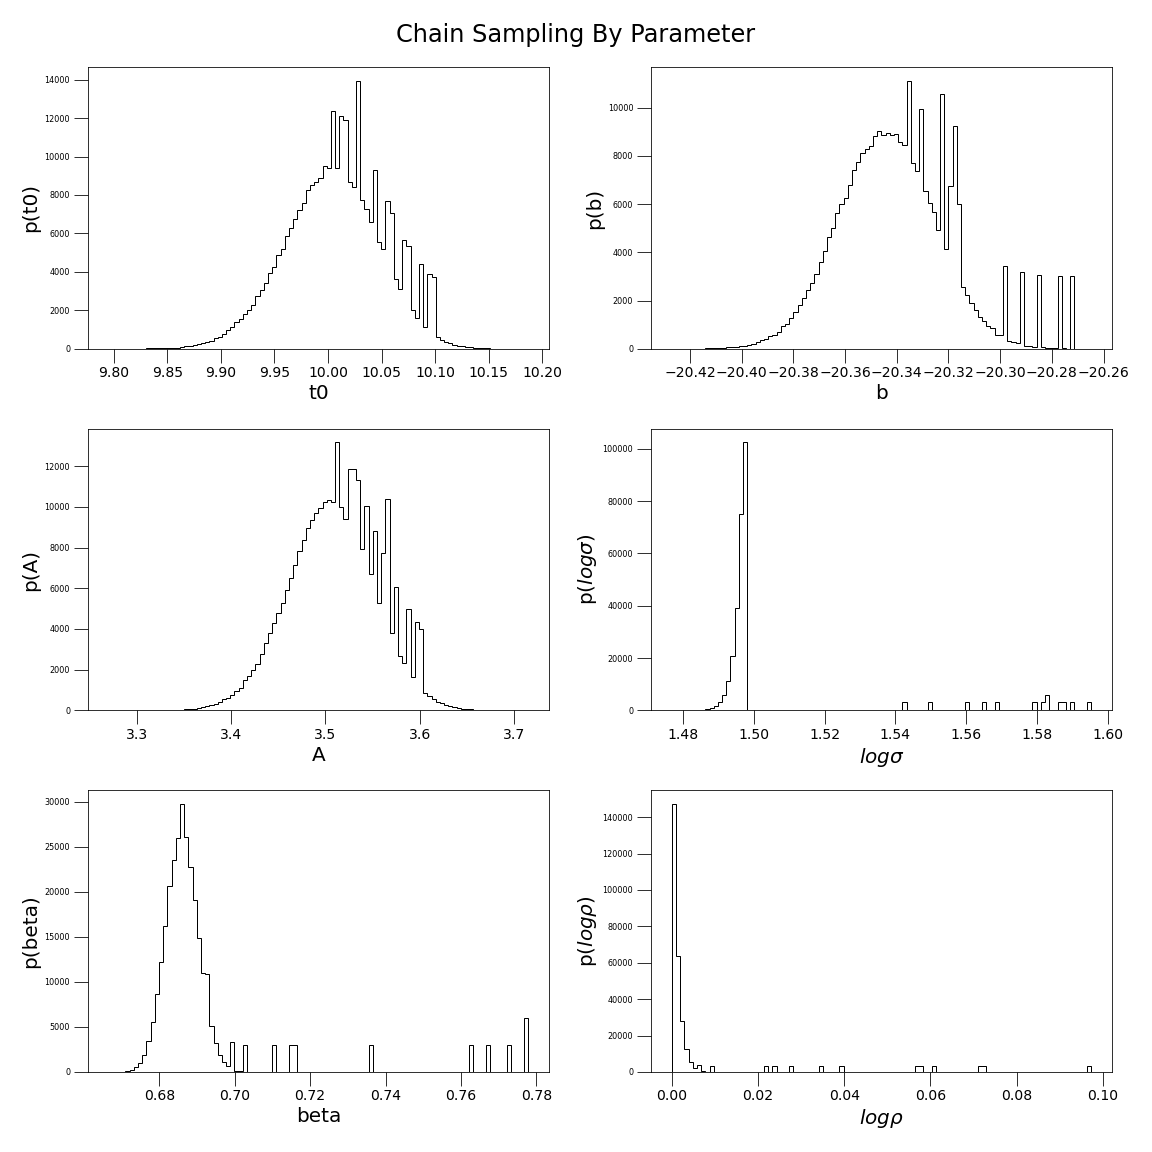 Chain Sampling By Parameter
p(t0)
14000
12000
10000
8000
6000
4000
2000
0
9.80 9.85 9.90 9.95 10.00 10.05 10.10 10.15 10.20
t0
p(b)
10000
8000
6000
4000
2000
0
−20.42 −20.40 −20.38 −20.36 −20.34 −20.32 −20.30 −20.28 −20.26
b
p(A)
12000
10000
8000
6000
4000
2000
0
3.3 3.4 3.5 3.6 3.7
A
p(logσ)
100000
80000
60000
40000
20000
0
1.48 1.50 1.52 1.54 1.56 1.58 1.60
logσ
p(beta)
30000
25000
20000
15000
10000
5000
0
0.68 0.70 0.72 0.74 0.76 0.78
beta
p(logρ)
140000
120000
100000
80000
60000
40000
20000
0
0.00 0.02 0.04 0.06 0.08 0.10
logρ